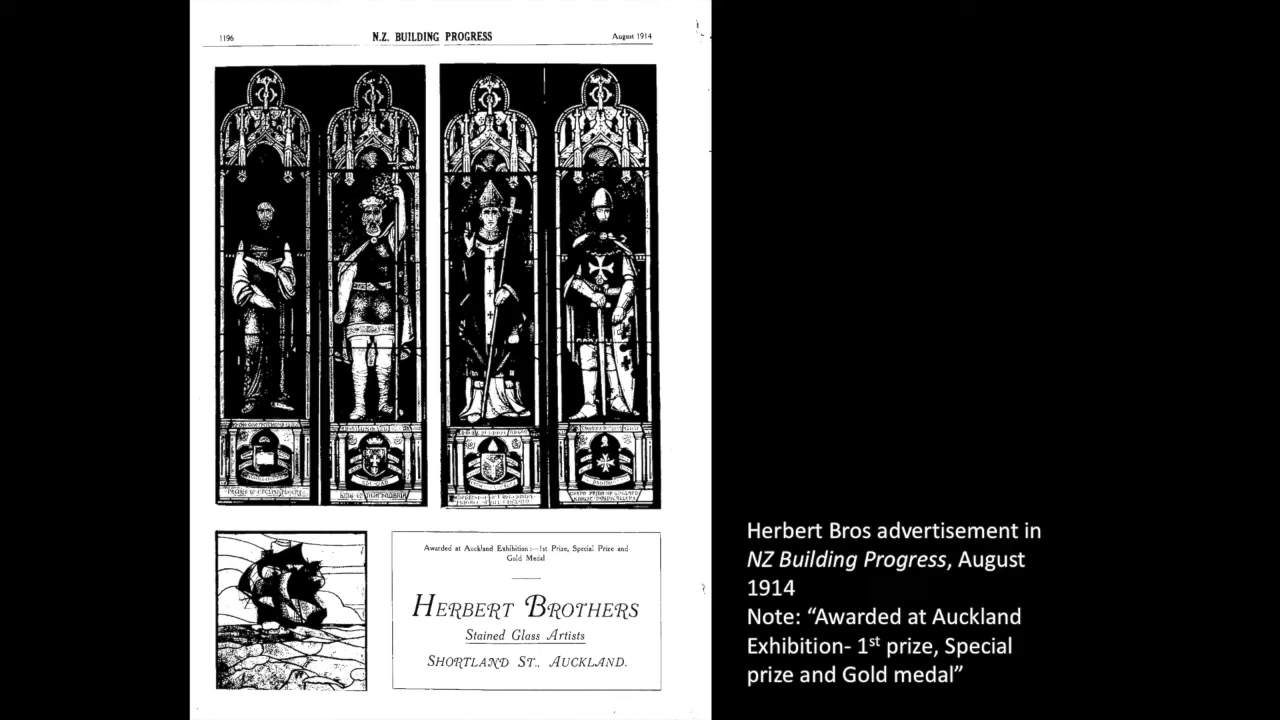 1196
N.Z. BUILDING PROGRESS
August 1914
Awarded at Auckland Exhibition:—1st Prize, Special Prize and
Gold Medal
HERBERT BROTHERS
Stained Glass Artists
SHORTLAND ST., AUCKLAND.
Herbert Bros advertisement in
NZ Building Progress, August
1914
Note: “Awarded at Auckland
Exhibition- 1st prize, Special
prize and Gold medal”